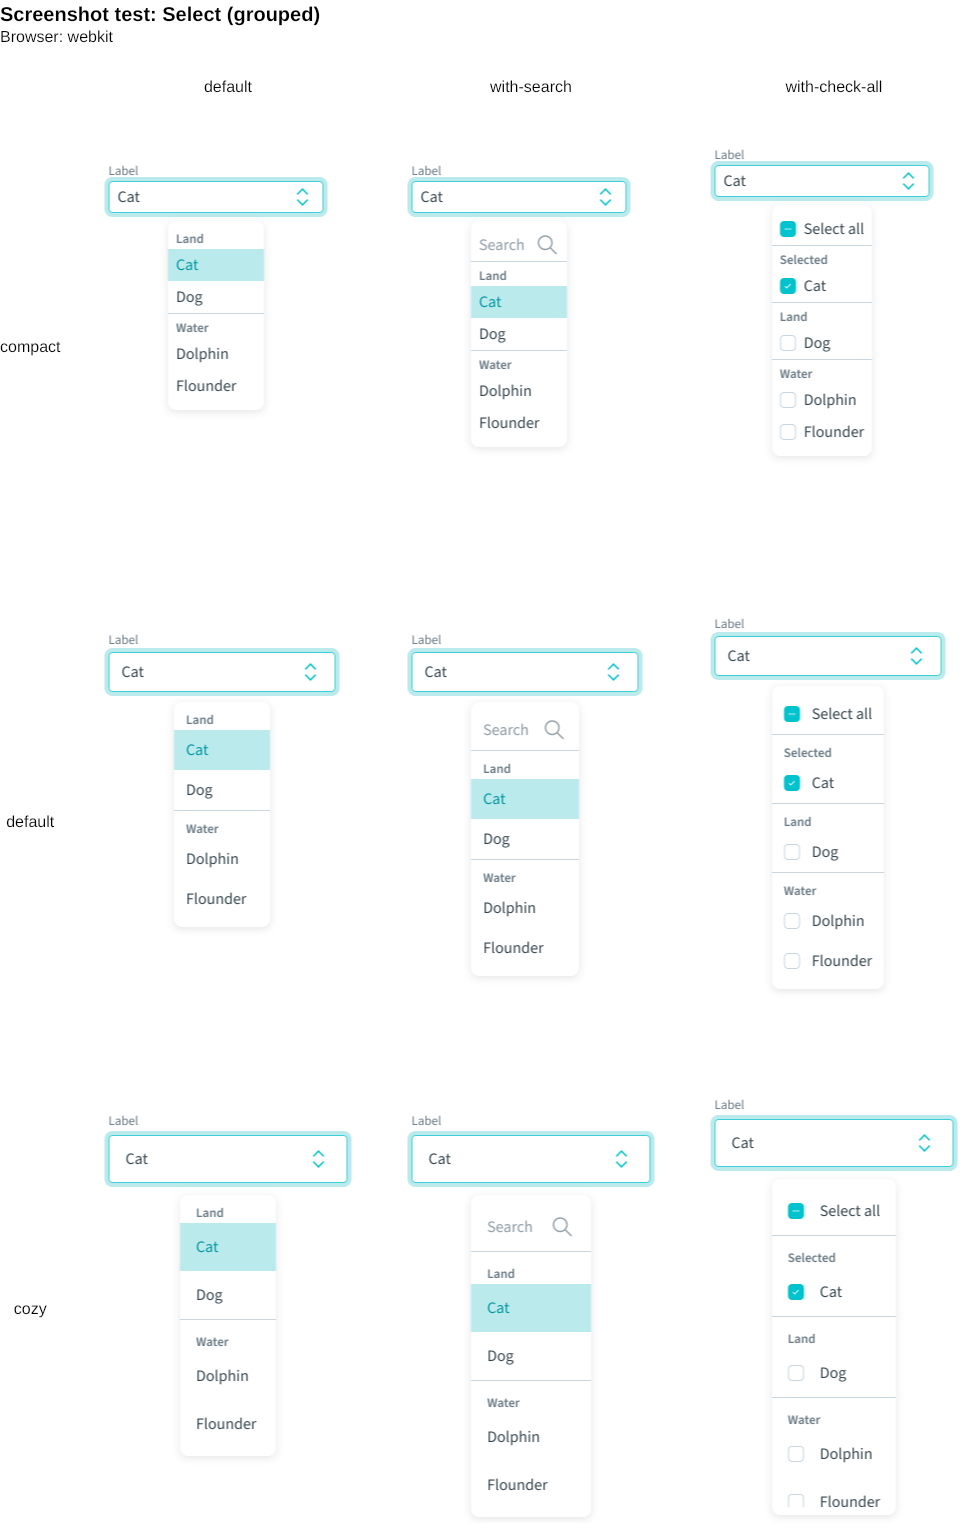 Screenshot test: Select (grouped)
Browser: webkit
default
with-search
with-check-all
compact
Label
Cat
Land
Cat
Dog
Water
Dolphin
Flounder
Label
Cat
Search
Land
Cat
Dog
Water
Dolphin
Flounder
Label
Cat
Select all
Selected
Cat
Land
Dog
Water
Dolphin
Flounder
default
Label
Cat
Land
Cat
Dog
Water
Dolphin
Flounder
Label
Cat
Search
Land
Cat
Dog
Water
Dolphin
Flounder
Label
Cat
Select all
Selected
Cat
Land
Dog
Water
Dolphin
Flounder
cozy
Label
Cat
Land
Cat
Dog
Water
Dolphin
Flounder
Label
Cat
Search
Land
Cat
Dog
Water
Dolphin
Flounder
Label
Cat
Select all
Selected
Cat
Land
Dog
Water
Dolphin
Flounder